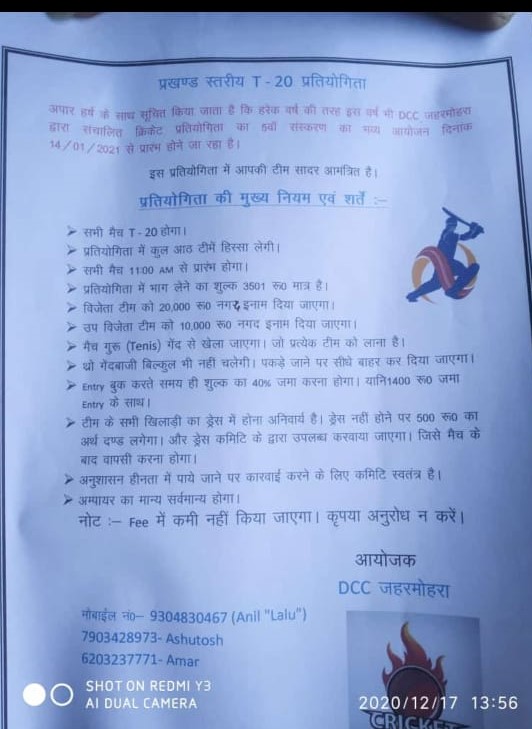 प्रखण्ड स्तरीय T - 20 प्रतियोगिता
अपार हर्ष के साथ सूचित किया जाता है कि हरेक वर्ष की तरह इस वर्ष भी DCC जहरमोहरा
द्वारा संचालित क्रिकेट प्रतियोगिता का 5वाँ संस्करण का भव्य आयोजन दिनांक
14/01/2021 से प्रारंभ होने जा रहा है।
इस प्रतियोगिता में आपकी टीम सादर आमंत्रित है।
प्रतियोगिता की मुख्य नियम एवं शर्तें :–
➢ सभी मैच T - 20 होगा।
➢ प्रतियोगिता में कुल आठ टीमें हिस्सा लेगी।
➢ सभी मैच 11:00 AM से प्रारंभ होगा।
➢ प्रतियोगिता में भाग लेने का शुल्क 3501 रू0 मात्र है।
➢ विजेता टीम को 20,000 रू0 नगद इनाम दिया जाएगा।
➢ उप विजेता टीम को 10,000 रू0 नगद इनाम दिया जाएगा।
➢ मैच गुरू (Tenis) गेंद से खेला जाएगा। जो प्रत्येक टीम को लाना है।
➢ थ्रो गेंदबाजी बिल्कुल भी नहीं चलेगी। पकड़े जाने पर सीधे बाहर कर दिया जाएगा।
➢ Entry बुक करते समय ही शुल्क का 40% जमा करना होगा। यानि1400 रू0 जमा
Entry के साथ।
➢ टीम के सभी खिलाड़ी का ड्रेस में होना अनिवार्य है। ड्रेस नहीं होने पर 500 रू0 का
अर्थ दण्ड लगेगा। और ड्रेस कमिटि के द्वारा उपलब्ध करवाया जाएगा। जिसे मैच के
बाद वापसी करना होगा।
➢ अनुशासन हीनता में पाये जाने पर कारवाई करने के लिए कमिटि स्वतंत्र है।
➢ अम्पायर का मान्य सर्वमान्य होगा।
नोट :– Fee में कमी नहीं किया जाएगा। कृपया अनुरोध न करें।
आयोजक
DCC जहरमोहरा
मोबाईल नं0– 9304830467 (Anil "Lalu")
7903428973- Ashutosh
6203237771- Amar
CRICKET
SHOT ON REDMI Y3
AI DUAL CAMERA
2020/12/17 13:56